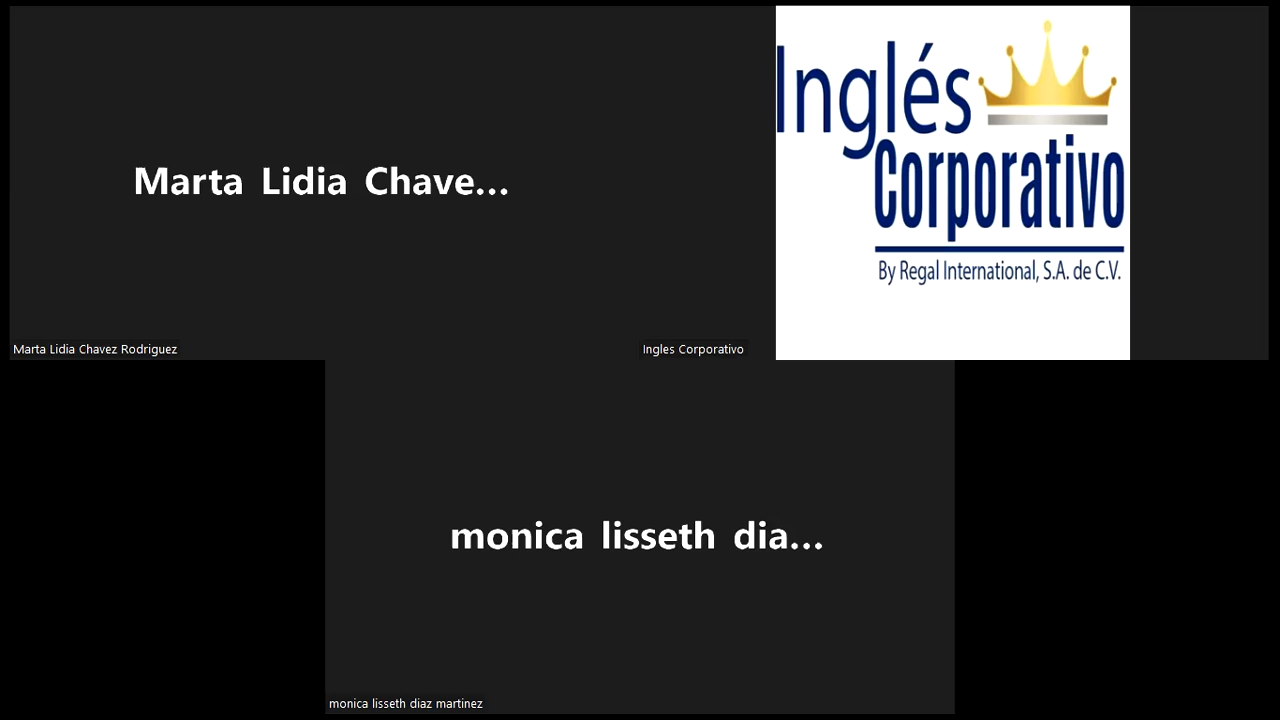 Marta Lidia Chave...
Marta Lidia Chavez Rodriguez
Inglés
Corporativo
By Regal International, S.A. de C.V.
Ingles Corporativo
monica lisseth dia...
monica lisseth diaz martinez